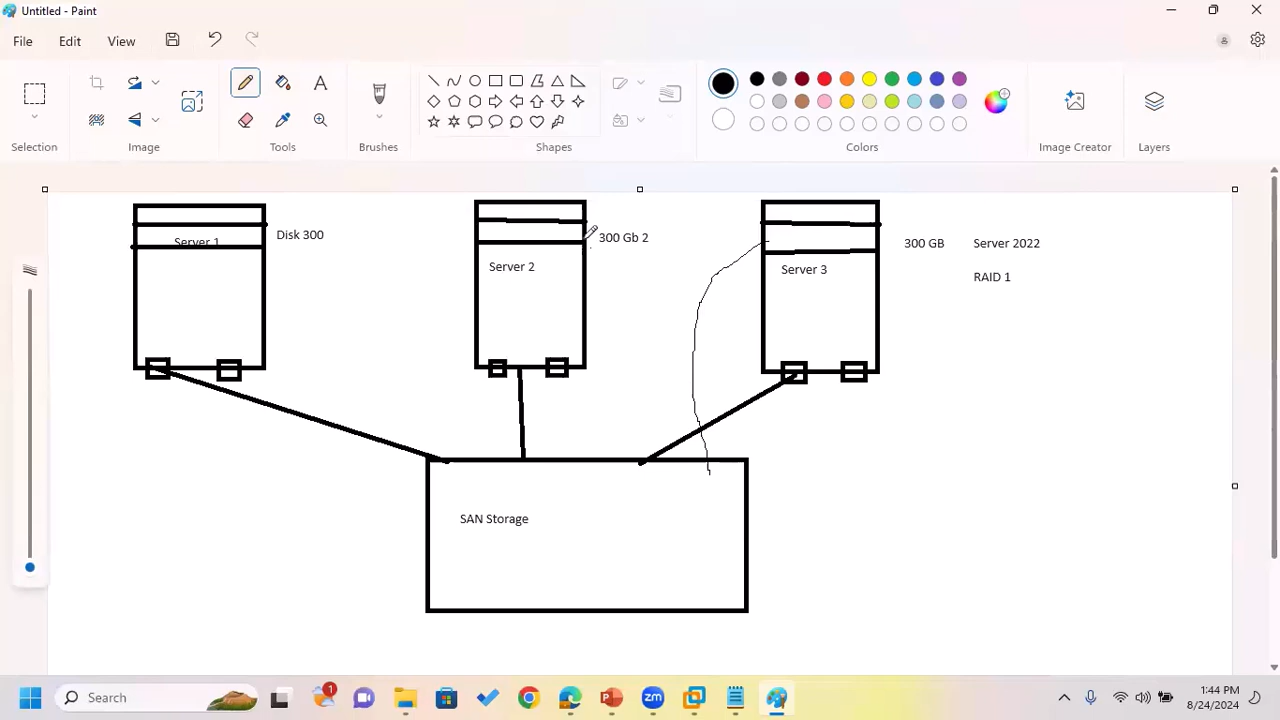 Untitled - Paint
File
Edit
View
Selection
Image
Tools
Brushes
Shapes
Colors
Image Creator
Layers
Server 1
Disk 300
Server 2
300 Gb 2
Server 3
300 GB
Server 2022
RAID 1
SAN Storage
Search
1
zm
1:44 PM
8/24/2024